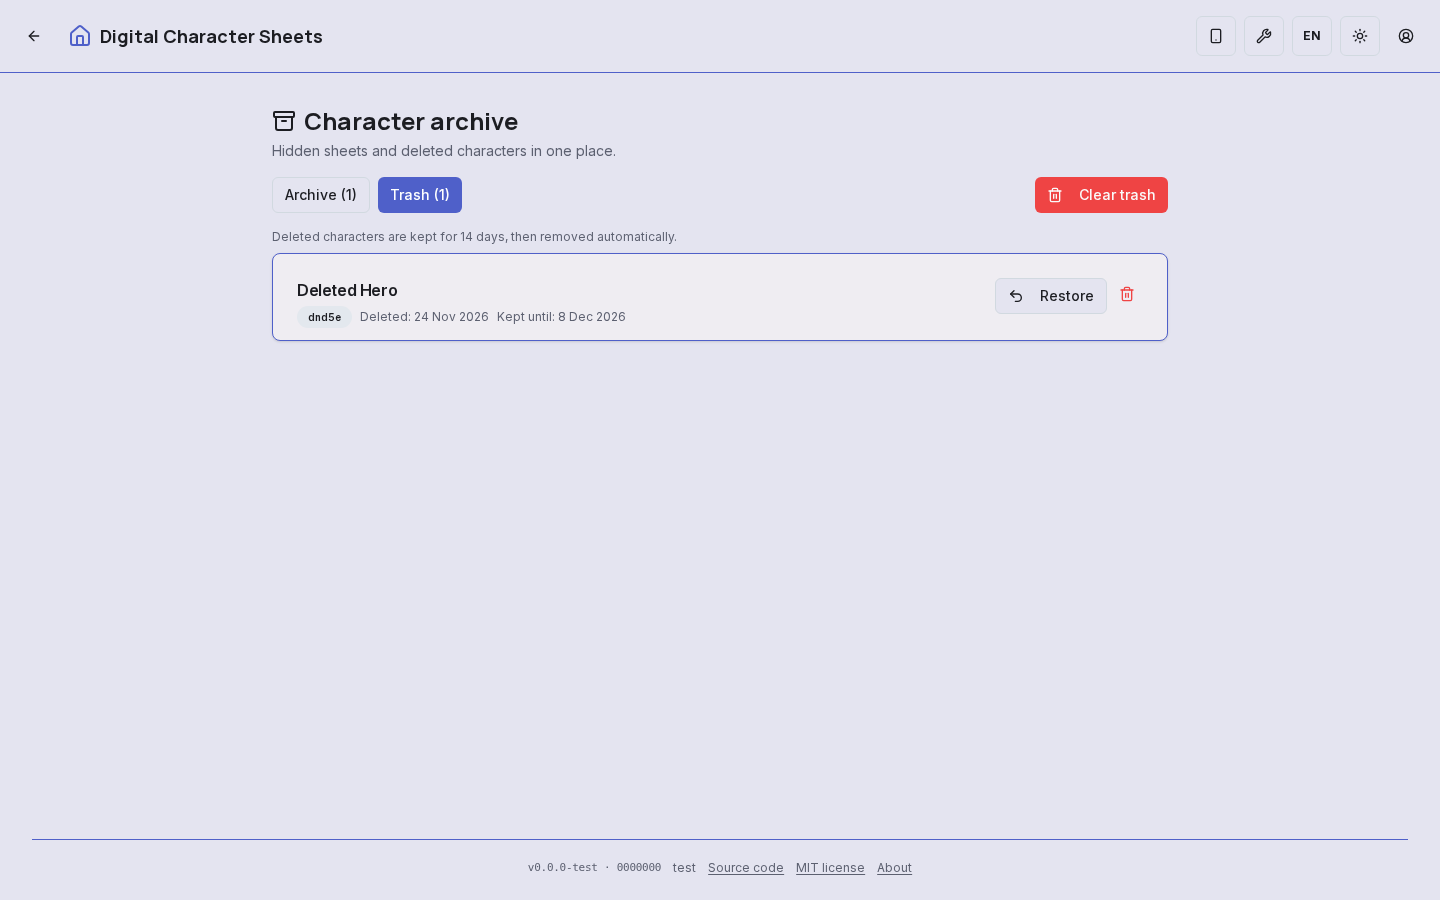 Digital Character Sheets
EN
Character archive
Hidden sheets and deleted characters in one place.
Archive (1)
Trash (1)
Clear trash
Deleted characters are kept for 14 days, then removed automatically.
Deleted Hero
Restore
dnd5e Deleted: 24 Nov 2026 Kept until: 8 Dec 2026
v0.0.0-test · 0000000 test Source code MIT license About